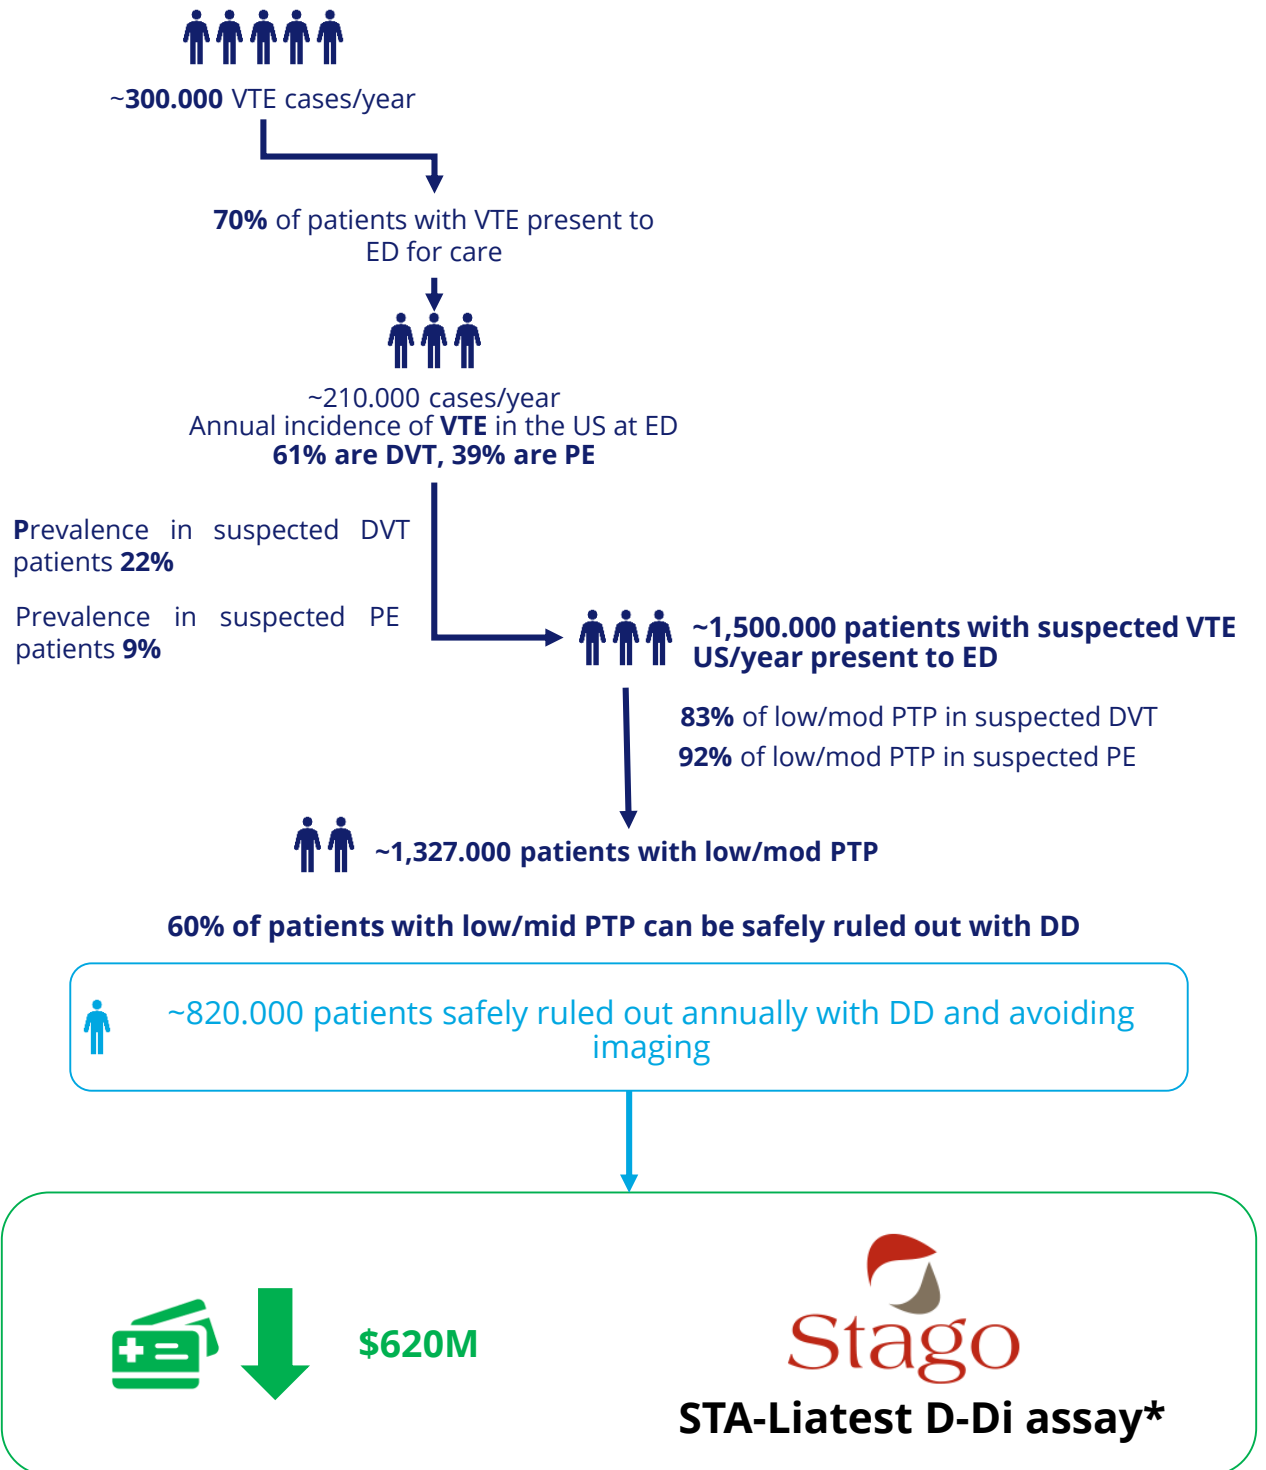 ~300.000 VTE cases/year
70% of patients with VTE present to
ED for care
~210.000 cases/year
Annual incidence of VTE in the US at ED
61% are DVT, 39% are PE
Prevalence in suspected DVT
patients 22%
Prevalence in suspected PE
patients 9%
~1,500.000 patients with suspected VTE
US/year present to ED
83% of low/mod PTP in suspected DVT
92% of low/mod PTP in suspected PE
~1,327.000 patients with low/mod PTP
60% of patients with low/mid PTP can be safely ruled out with DD
~820.000 patients safely ruled out annually with DD and avoiding
imaging
$620M
Stago
STA-Liatest D-Di assay*